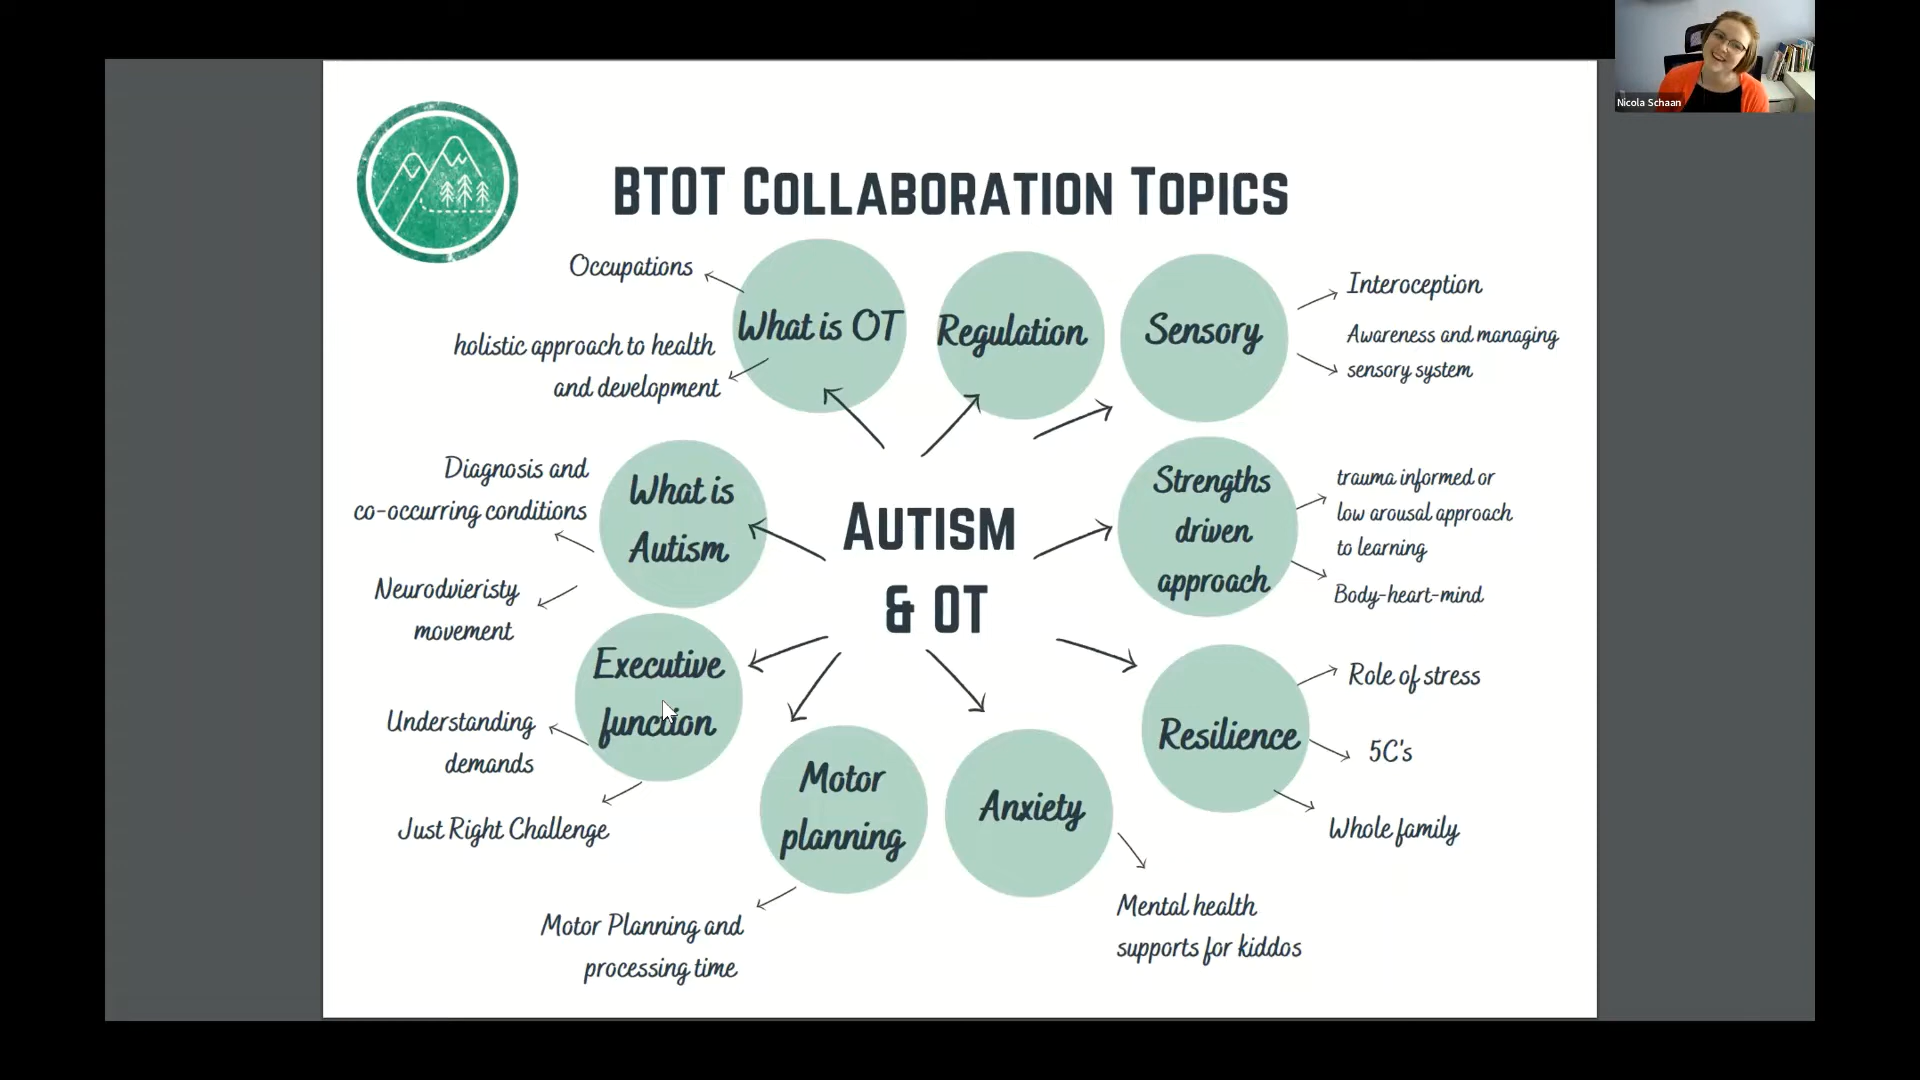 Nicola Schaan
BTOT Collaboration Topics
Occupations
What is OT
holistic approach to health
and development
Regulation
Sensory
Interoception
Awareness and managing
sensory system
Diagnosis and
co-occurring conditions
What is
Autism
Neurodvieristy
movement
Autism
& OT
Strengths
driven
approach
trauma informed or
low arousal approach
to learning
Body-heart-mind
Executive
function
Understanding
demands
Just Right Challenge
Motor
planning
Motor Planning and
processing time
Anxiety
Mental health
supports for kiddos
Resilience
Role of stress
5C's
Whole family